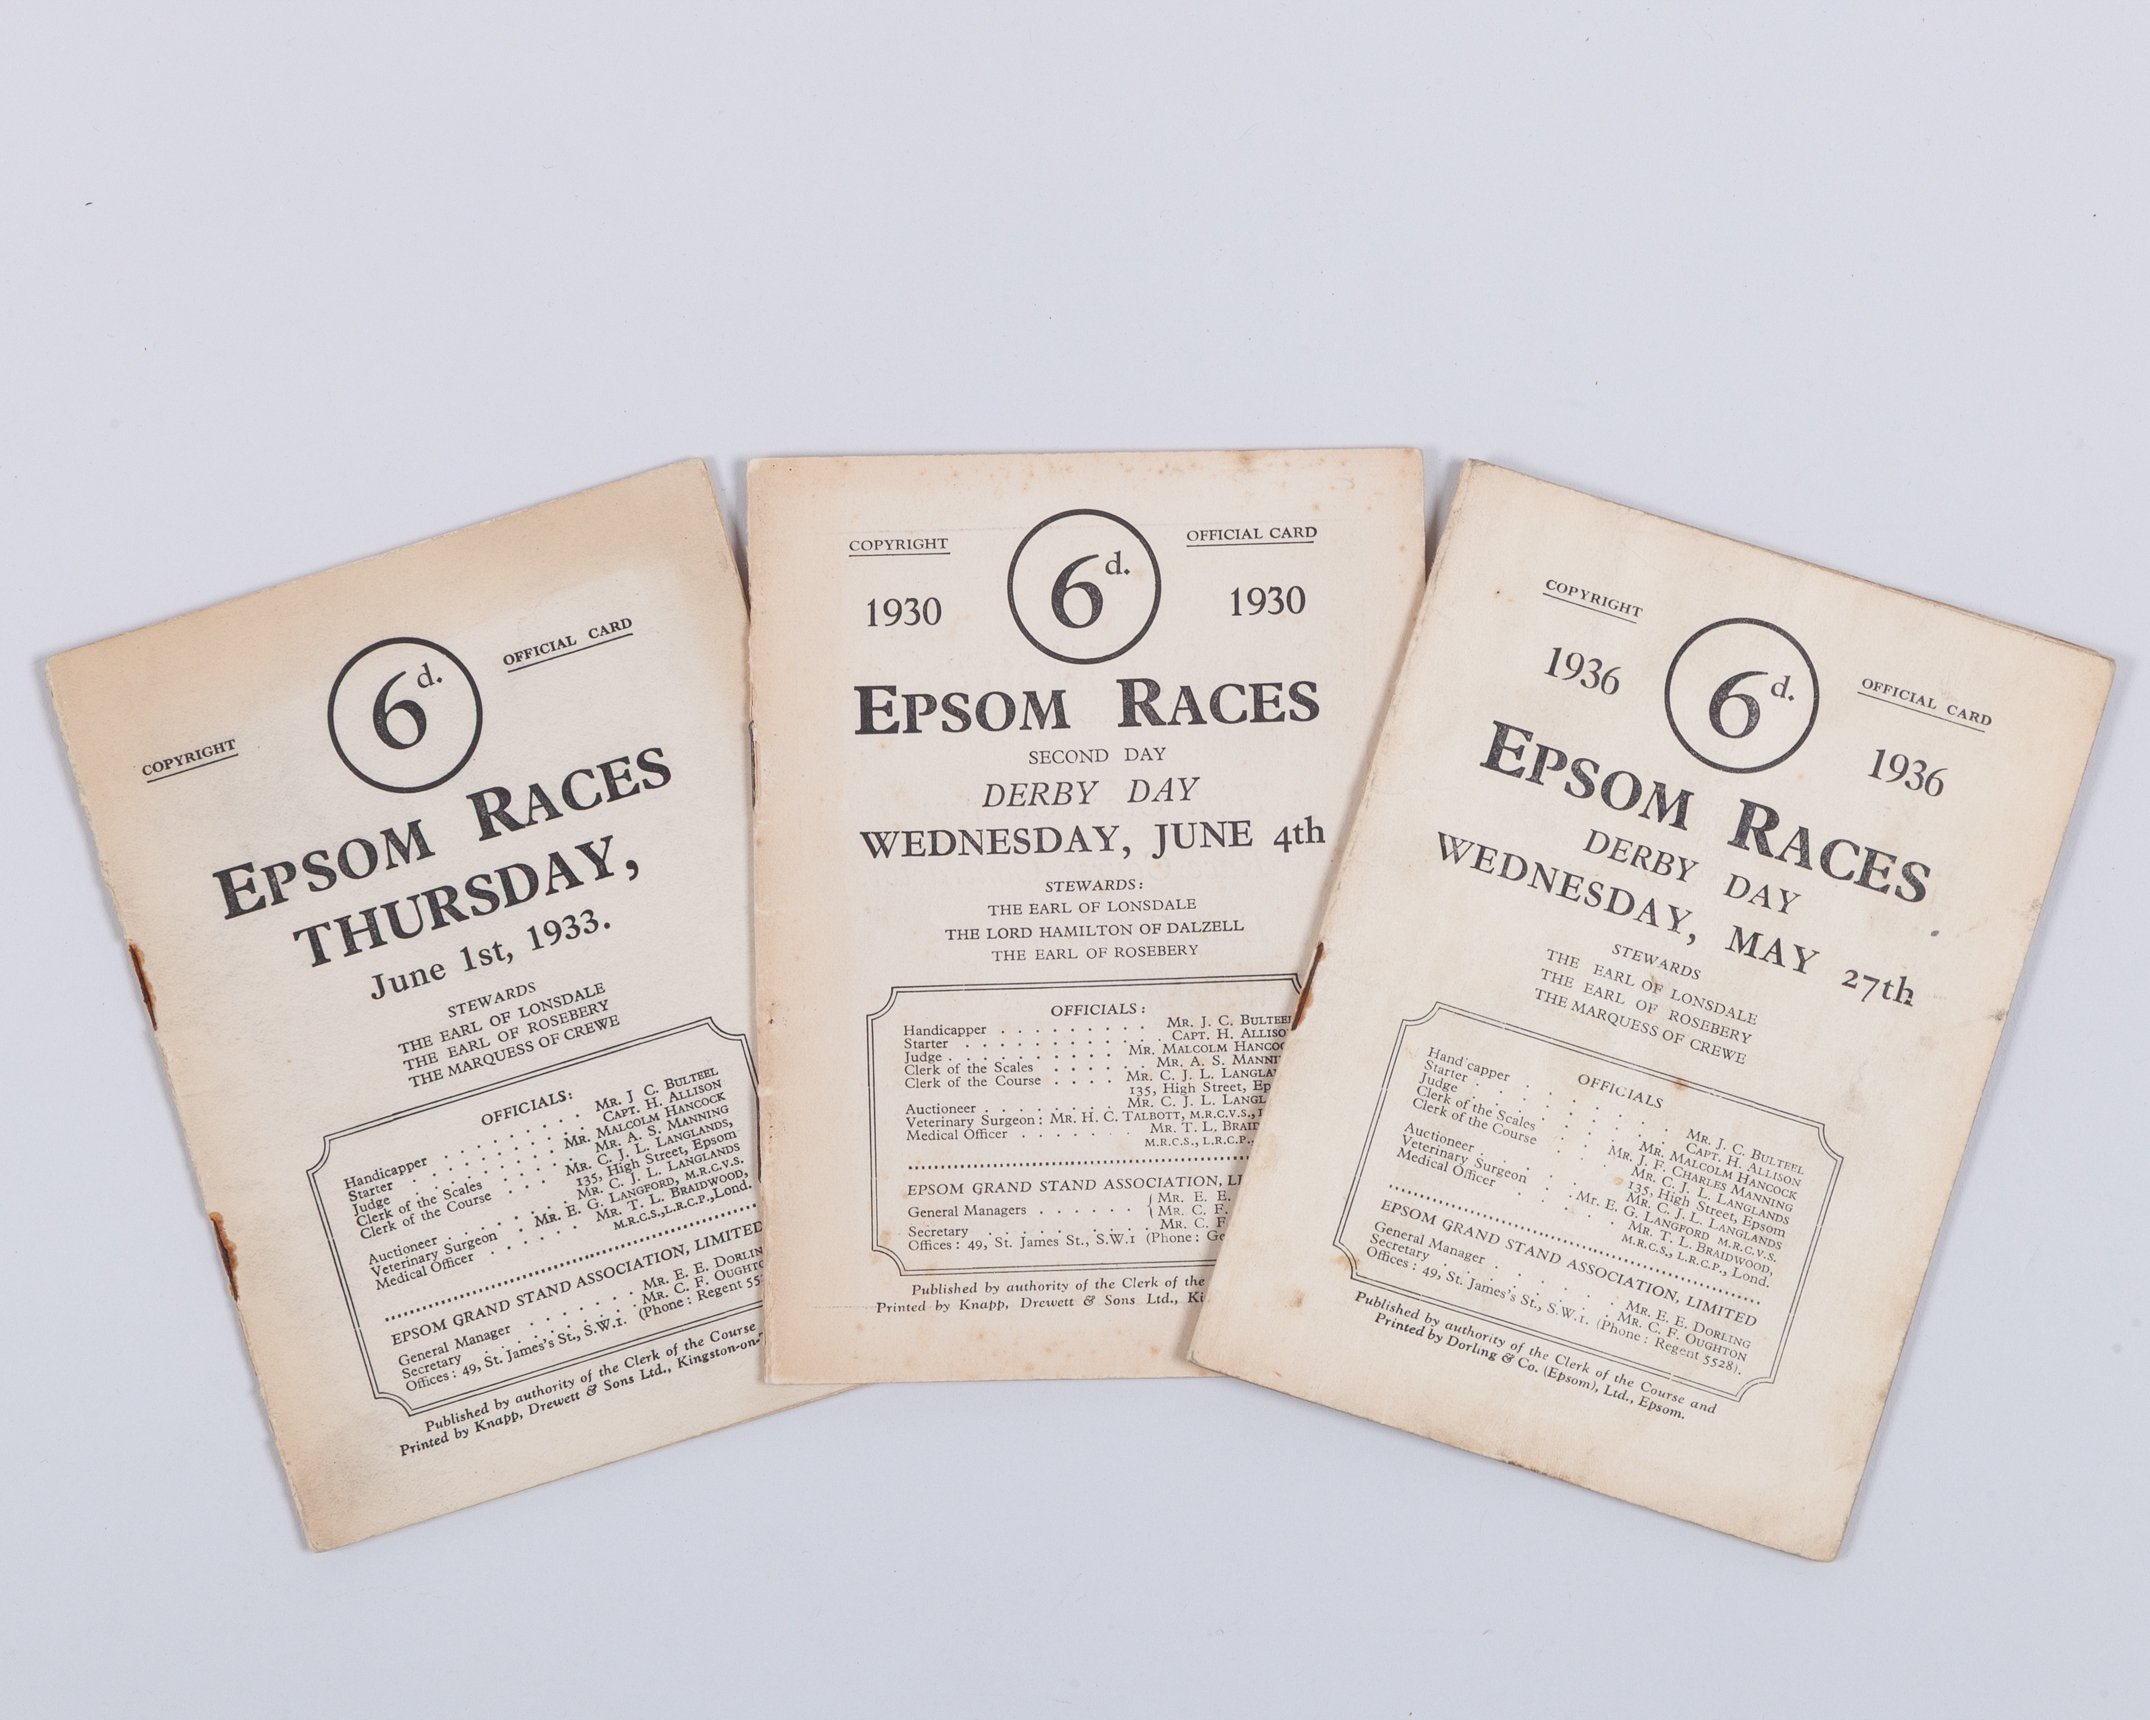 COPYRIGHT
6d.
OFFICIAL CARD
EPSOM RACES
THURSDAY,
June 1st, 1933.
STEWARDS
THE EARL OF LONSDALE
THE EARL OF ROSEBERY
THE MARQUESS OF CREWE
OFFICIALS:
Handicapper . . . . . . . MR. J C. BULTEEL
Starter . . . . . . . . CAPT. H. ALLISON
Judge . . . . . . . . MR. MALCOLM HANCOCK
Clerk of the Scales . . . . . MR. A. S. MANNING
Clerk of the Course . . . . MR. C. J. L. LANGLANDS,
135, High Street, Epsom
Auctioneer . . . . . . . MR. C. J. L. LANGLANDS
Veterinary Surgeon . . MR. E. G. LANGFORD, M.R.C.V.S.
Medical Officer . . . . . . MR. T. L. BRAIDWOOD,
M.R.C.S., L.R.C.P., Lond.
EPSOM GRAND STAND ASSOCIATION, LIMITED
General Manager . . . . . . MR. E. E. DORLIN
Secretary . . . . . . . MR. C. F. OUGHTO
Offices : 49, St. James's St., S.W.1. (Phone : Regent 55
Published by authority of the Clerk of the Course
Printed by Knapp, Drewett & Sons Ltd., Kingston-on-
COPYRIGHT
6d.
OFFICIAL CARD
1930
1930
EPSOM RACES
SECOND DAY
DERBY DAY
WEDNESDAY, JUNE 4th
STEWARDS:
THE EARL OF LONSDALE
THE LORD HAMILTON OF DALZELL
THE EARL OF ROSEBERY
OFFICIALS :
Handicapper . . . . . . . . . MR. J. C. BULTEE
Starter . . . . . . . . . . . CAPT. H. ALLISO
Judge . . . . . . . . . . MR. MALCOLM HANCOC
Clerk of the Scales . . . . . . MR. A. S. MANNI
Clerk of the Course . . . . MR. C. J. L. LANGLA
135, High Street, Ep
Auctioneer . . . . . . . . MR. C. J. L. LANGL
Veterinary Surgeon : MR. H. C. TALBOTT, M.R.C.V.S.,
Medical Officer . . . . . . . MR. T. L. BRAID
M.R.C.S., L.R.C.P.,
EPSOM GRAND STAND ASSOCIATION, LI
General Managers . . . . . . { MR. E. E.
MR. C. F.
Secretary . . . . . . . . . . MR. C. F
Offices : 49, St. James St., S.W.1 (Phone : Ge
Published by authority of the Clerk of the
Printed by Knapp, Drewett & Sons Ltd., Ki
COPYRIGHT
6d.
OFFICIAL CARD
1936
1936
EPSOM RACES
DERBY DAY
WEDNESDAY, MAY 27th
STEWARDS
THE EARL OF LONSDALE
THE EARL OF ROSEBERY
THE MARQUESS OF CREWE
OFFICIALS
Handicapper . . . . . . . MR. J. C. BULTEEL
Starter . . . . . . . . CAPT. H. ALLISON
Judge . . . . . . . MR. MALCOLM HANCOCK
Clerk of the Scales . . . MR. J. F. CHARLES MANNING
Clerk of the Course . . . . MR. C. J. L. LANGLANDS
135, High Street, Epsom
Auctioneer . . . . . . . MR. C. J. L. LANGLANDS
Veterinary Surgeon . . . Mr. E. G. LANGFORD M.R.C.V.S.
Medical Officer . . . . . MR. T. L. BRAIDWOOD,
M.R.C.S., L.R.C.P., Lond.
EPSOM GRAND STAND ASSOCIATION, LIMITED
General Manager . . . . . . MR. E. E. DORLING
Secretary . . . . . . . . MR. C. F. OUGHTON
Offices : 49, St. James's St., S.W.1. (Phone : Regent 5528).
Published by authority of the Clerk of the Course and
Printed by Dorling & Co. (Epsom), Ltd., Epsom.